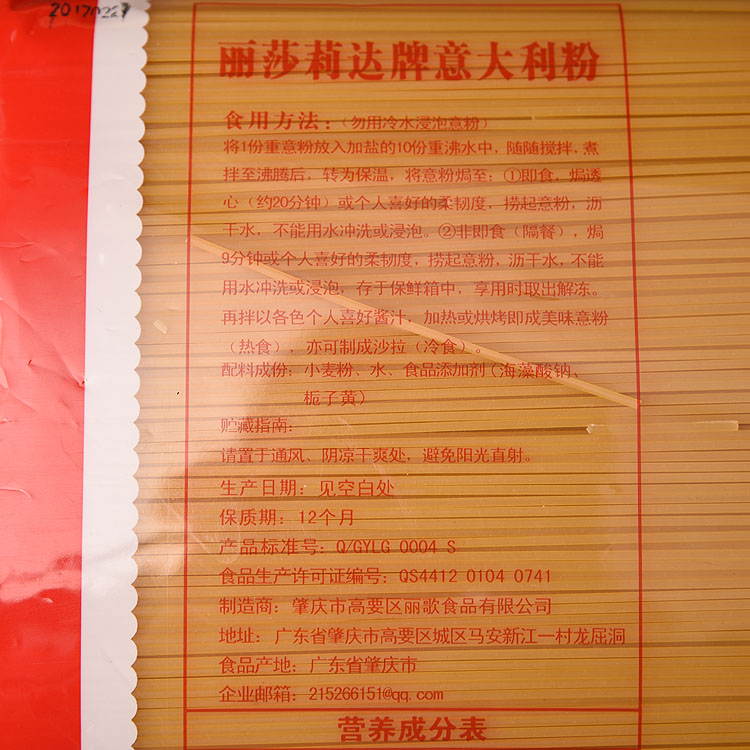 20170227
丽莎莉达牌意大利粉
食用方法：（勿用冷水浸泡意粉）
将1份重意粉放入加盐的10份重沸水中，随随搅拌，煮
拌至沸腾后，转为保温，将意粉焗至；①即食，焗透
心（约20分钟）或个人喜好的柔韧度，捞起意粉，沥
干水，不能用水冲洗或浸泡。②非即食（隔餐），焗
9分钟或个人喜好的柔韧度，捞起意粉，沥干水，不能
用水冲洗或浸泡，存于保鲜箱中，享用时取出解冻。
再拌以各色个人喜好酱汁，加热或烘烤即成美味意粉
（热食），亦可制成沙拉（冷食）。
配料成份：小麦粉、水、食品添加剂（海藻酸钠、
栀子黄）
贮藏指南：
请置于通风、阴凉干爽处，避免阳光直射。
生产日期：见空白处
保质期：12个月
产品标准号：Q/GYLG 0004 S
食品生产许可证编号：QS4412 0104 0741
制造商：肇庆市高要区丽歌食品有限公司
地址：广东省肇庆市高要区城区马安新江一村龙屈洞
食品产地：广东省肇庆市
企业邮箱：215266151@qq.com
营养成分表